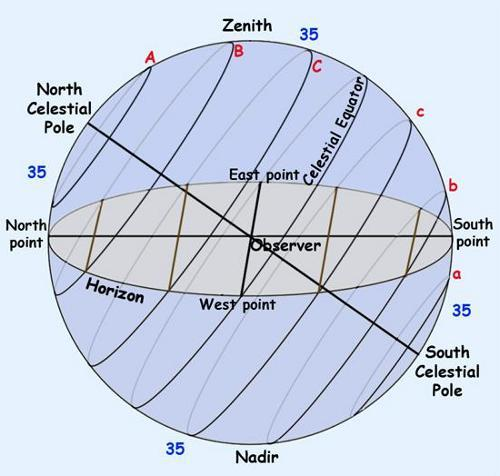 Zenith
35
A
B
C
North
Celestial
Pole
Celestial Equator
c
35
East point
b
North
point
Observer
South
point
a
Horizon
West point
35
South
Celestial
Pole
35
Nadir